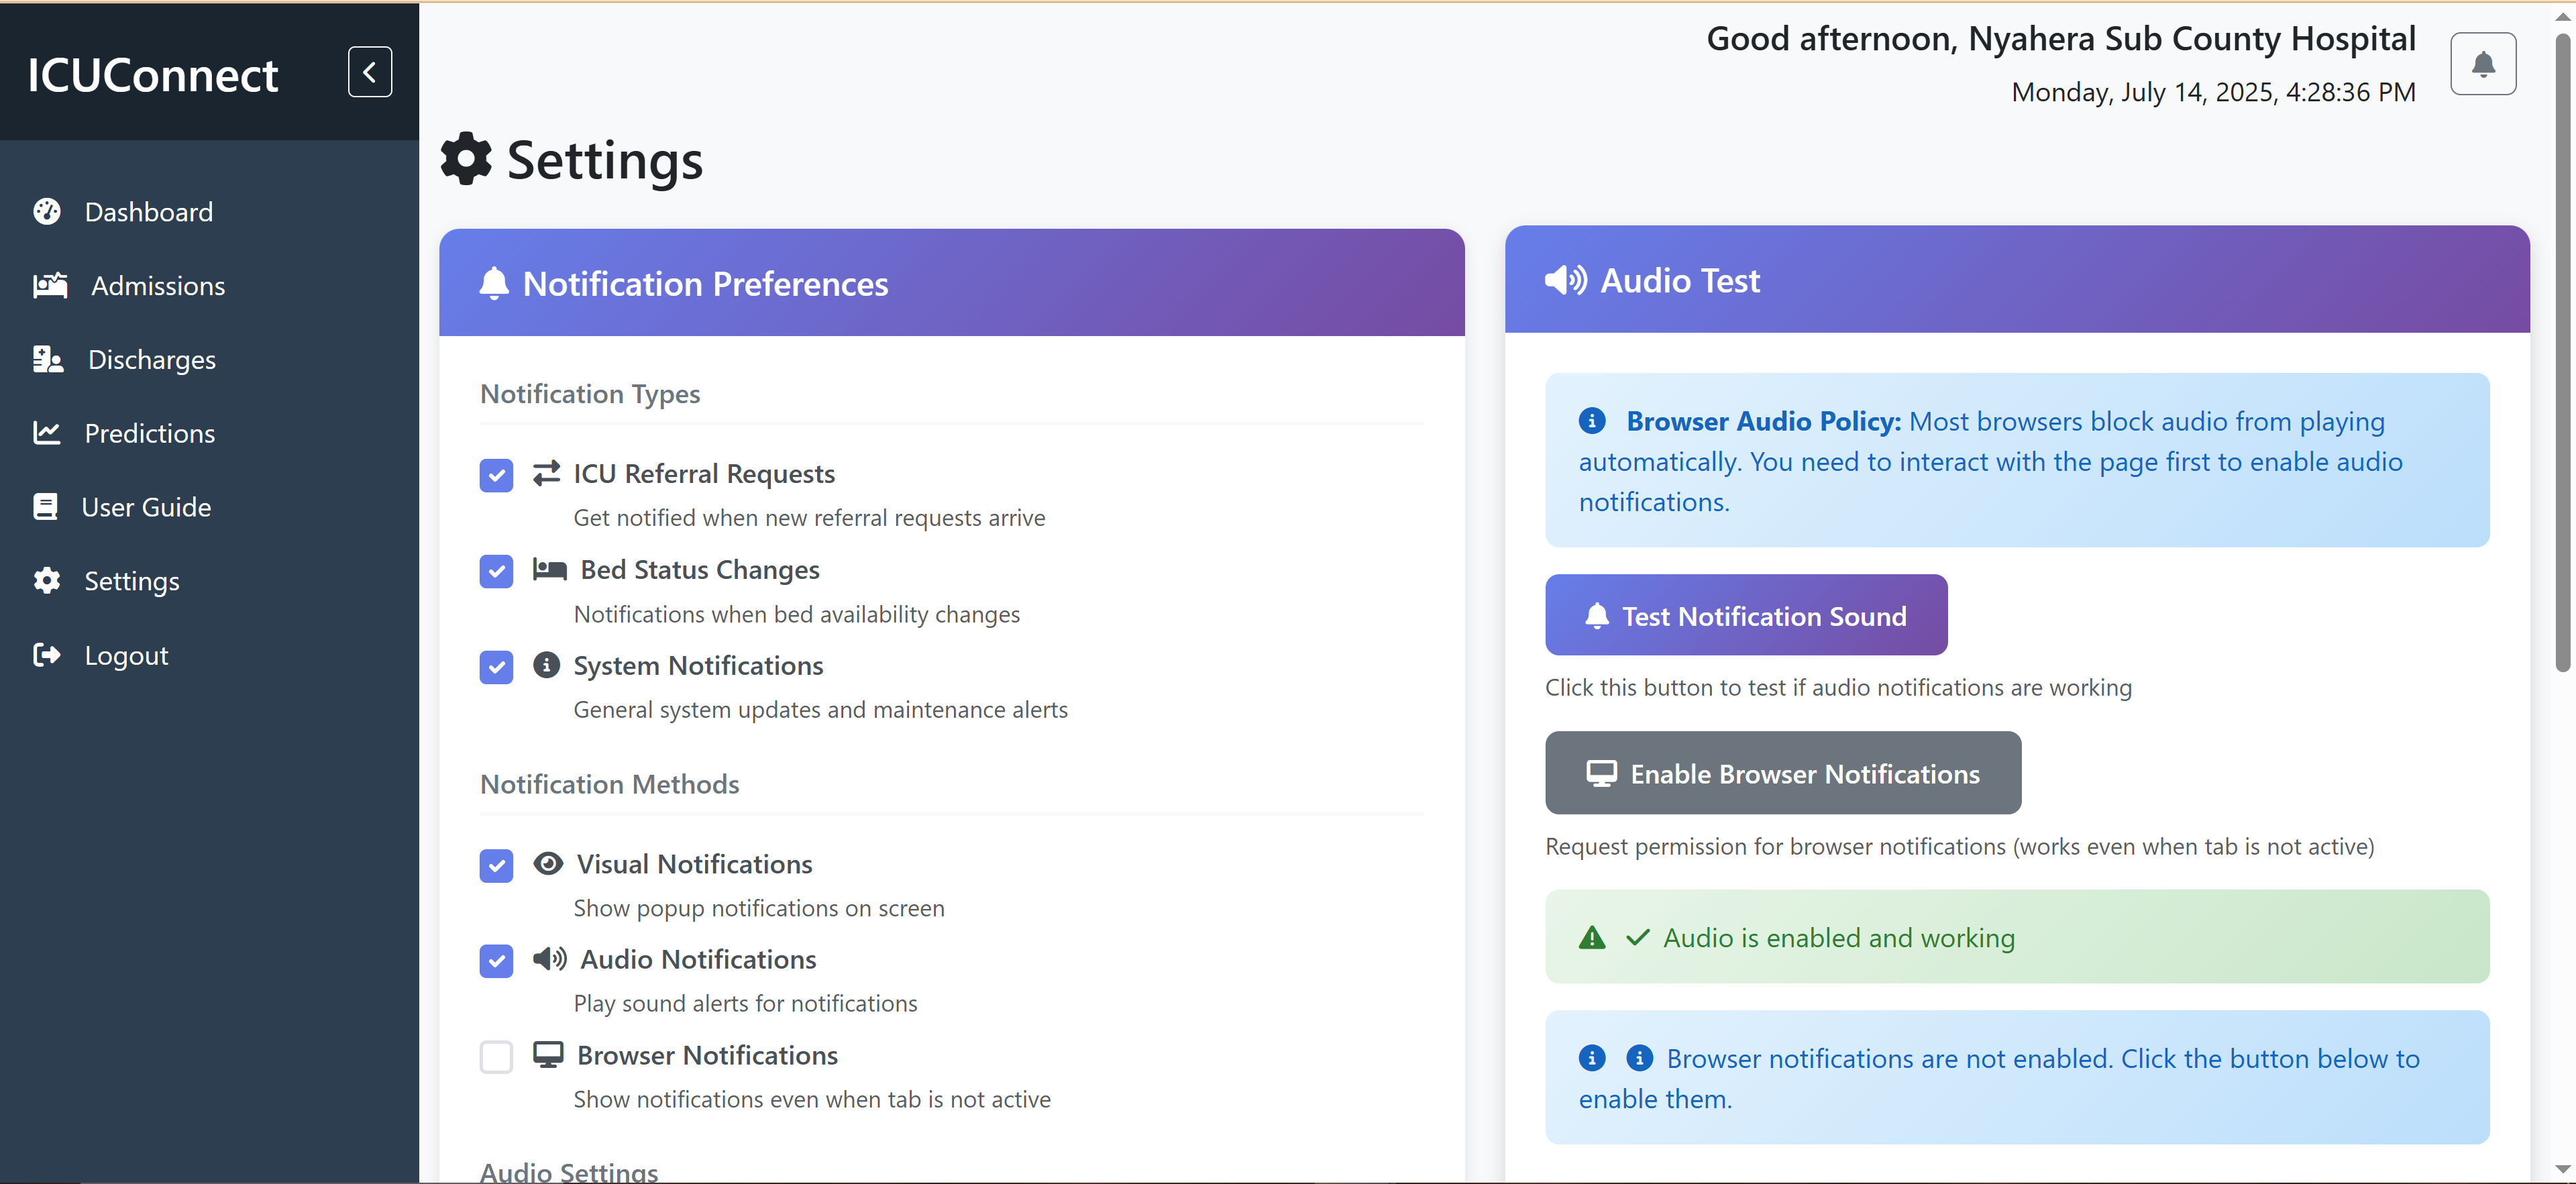 ICUConnect
Dashboard
Admissions
Discharges
Predictions
User Guide
Settings
Logout
Good afternoon, Nyahera Sub County Hospital
Monday, July 14, 2025, 4:28:36 PM
Settings
Notification Preferences
Notification Types
ICU Referral Requests
Get notified when new referral requests arrive
Bed Status Changes
Notifications when bed availability changes
System Notifications
General system updates and maintenance alerts
Notification Methods
Visual Notifications
Show popup notifications on screen
Audio Notifications
Play sound alerts for notifications
Browser Notifications
Show notifications even when tab is not active
Audio Settings
Audio Test
Browser Audio Policy: Most browsers block audio from playing
automatically. You need to interact with the page first to enable audio
notifications.
Test Notification Sound
Click this button to test if audio notifications are working
Enable Browser Notifications
Request permission for browser notifications (works even when tab is not active)
Audio is enabled and working
Browser notifications are not enabled. Click the button below to
enable them.